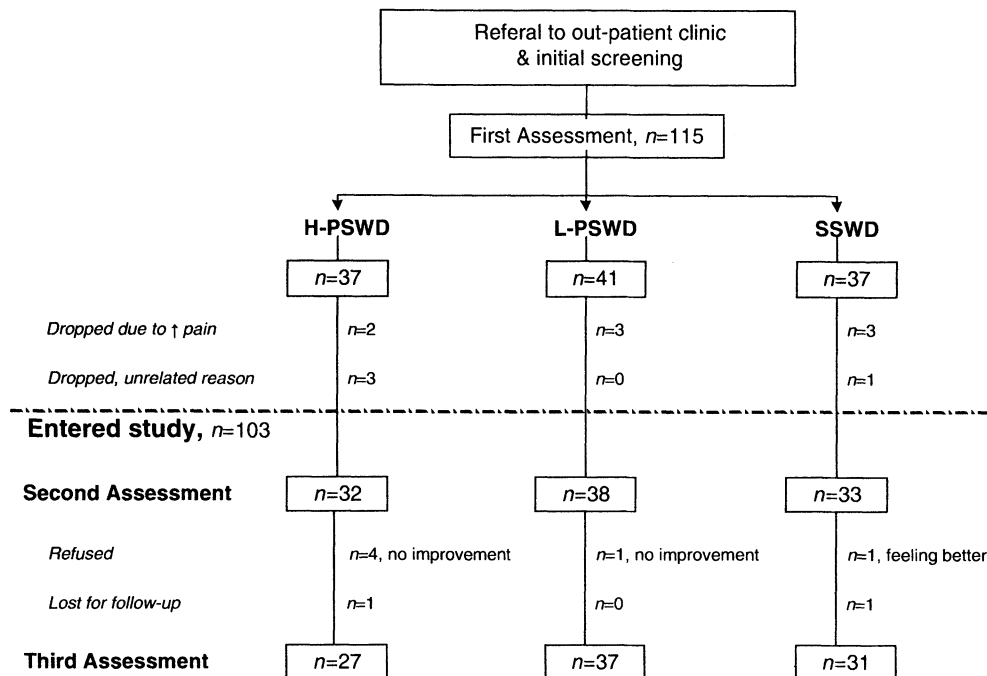 Referal to out-patient clinic
& initial screening
First Assessment, n=115
H-PSWD L-PSWD SSWD
n=37 n=41 n=37
Dropped due to ↑ pain n=2 n=3 n=3
Dropped, unrelated reason n=3 n=0 n=1
Entered study, n=103
Second Assessment n=32 n=38 n=33
Refused n=4, no improvement n=1, no improvement n=1, feeling better
Lost for follow-up n=1 n=0 n=1
Third Assessment n=27 n=37 n=31